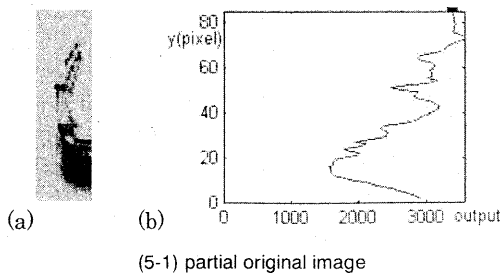 80
y(pixel)
60
40
20
0
0 1000 2000 3000 output
(a) (b)
(5-1) partial original image